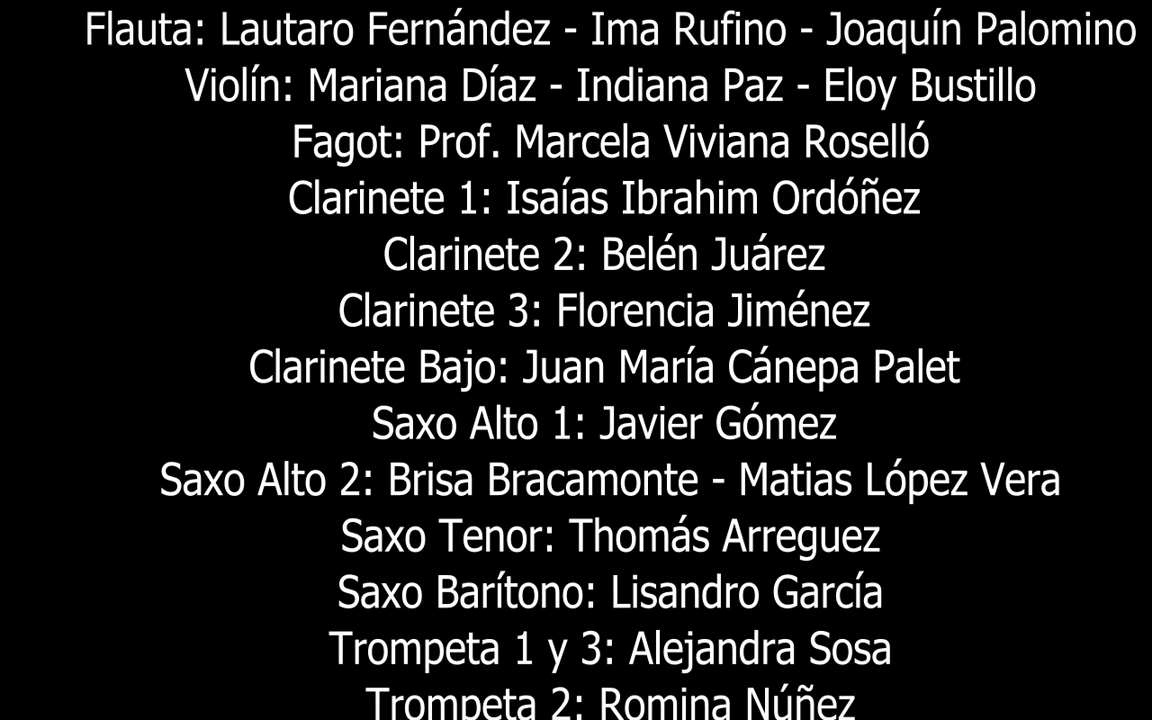 Flauta: Lautaro Fernández - Ima Rufino - Joaquín Palomino
Violín: Mariana Díaz - Indiana Paz - Eloy Bustillo
Fagot: Prof. Marcela Viviana Roselló
Clarinete 1: Isaías Ibrahim Ordóñez
Clarinete 2: Belén Juárez
Clarinete 3: Florencia Jiménez
Clarinete Bajo: Juan María Cánepa Palet
Saxo Alto 1: Javier Gómez
Saxo Alto 2: Brisa Bracamonte - Matias López Vera
Saxo Tenor: Thomás Arreguez
Saxo Barítono: Lisandro García
Trompeta 1 y 3: Alejandra Sosa
Trompeta 2: Romina Núñez